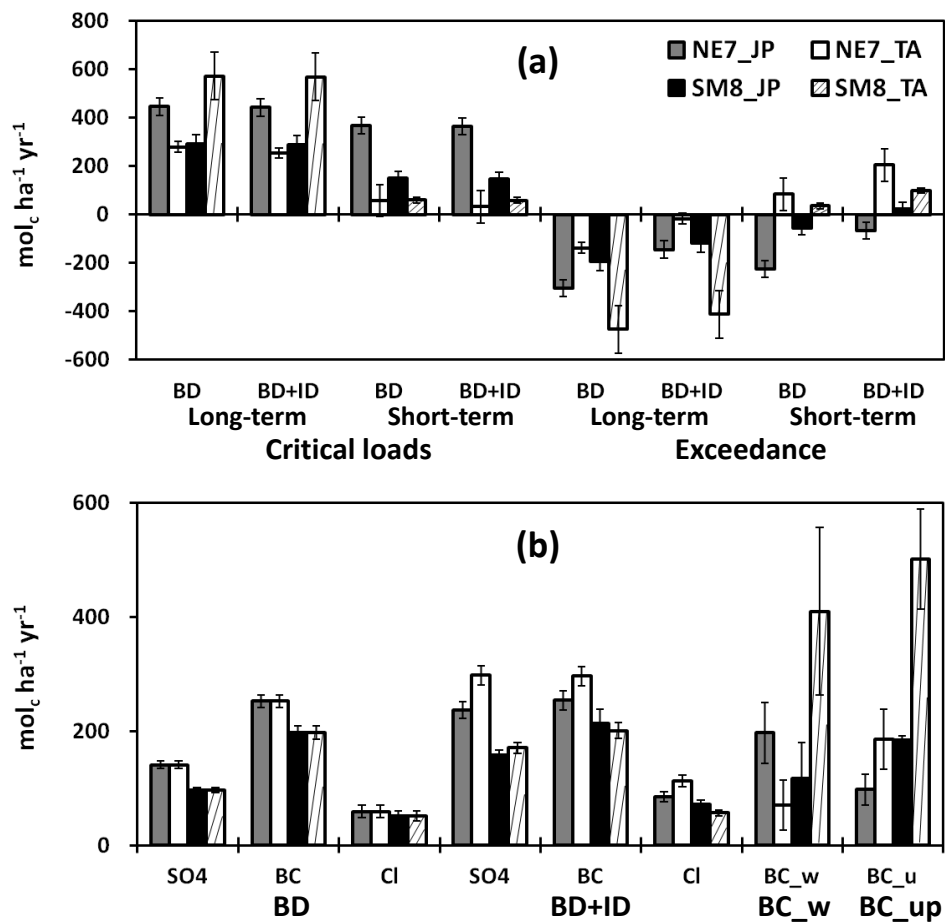 800
600
400
200
0
-200
-400
-600
mol_c ha⁻¹ yr⁻¹
(a)
NE7_JP NE7_TA
SM8_JP SM8_TA
BD BD+ID BD BD+ID BD BD+ID BD BD+ID
Long-term Short-term Long-term Short-term
Critical loads Exceedance
600
400
200
0
mol_c ha⁻¹ yr⁻¹
(b)
SO4 BC Cl SO4 BC Cl BC_w BC_u
BD BD+ID BC_w BC_up